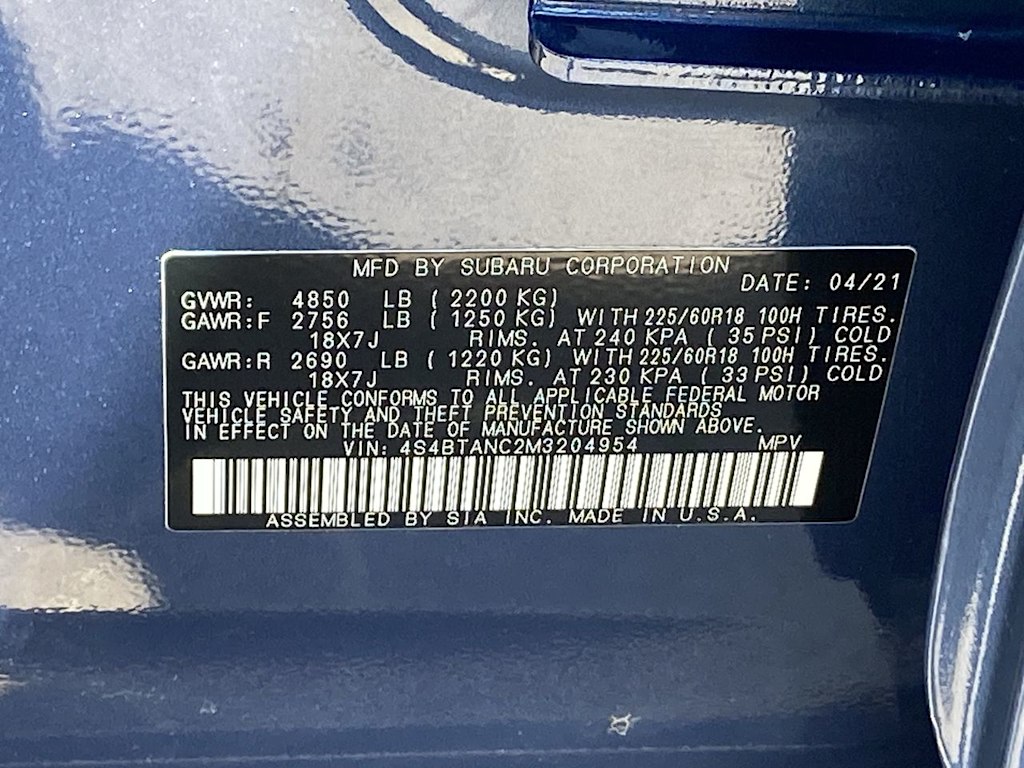 MFD BY SUBARU CORPORATION
DATE: 04/21
GVWR: 4850 LB ( 2200 KG)
GAWR:F 2756 LB ( 1250 KG) WITH 225/60R18 100H TIRES.
18X7J RIMS. AT 240 KPA ( 35 PSI) COLD
GAWR:R 2690 LB ( 1220 KG) WITH 225/60R18 100H TIRES.
18X7J RIMS. AT 230 KPA ( 33 PSI) COLD
THIS VEHICLE CONFORMS TO ALL APPLICABLE FEDERAL MOTOR
VEHICLE SAFETY AND THEFT PREVENTION STANDARDS
IN EFFECT ON THE DATE OF MANUFACTURE SHOWN ABOVE.
VIN: 4S4BTANC2M3204954 MPV
ASSEMBLED BY SIA INC. MADE IN U.S.A.